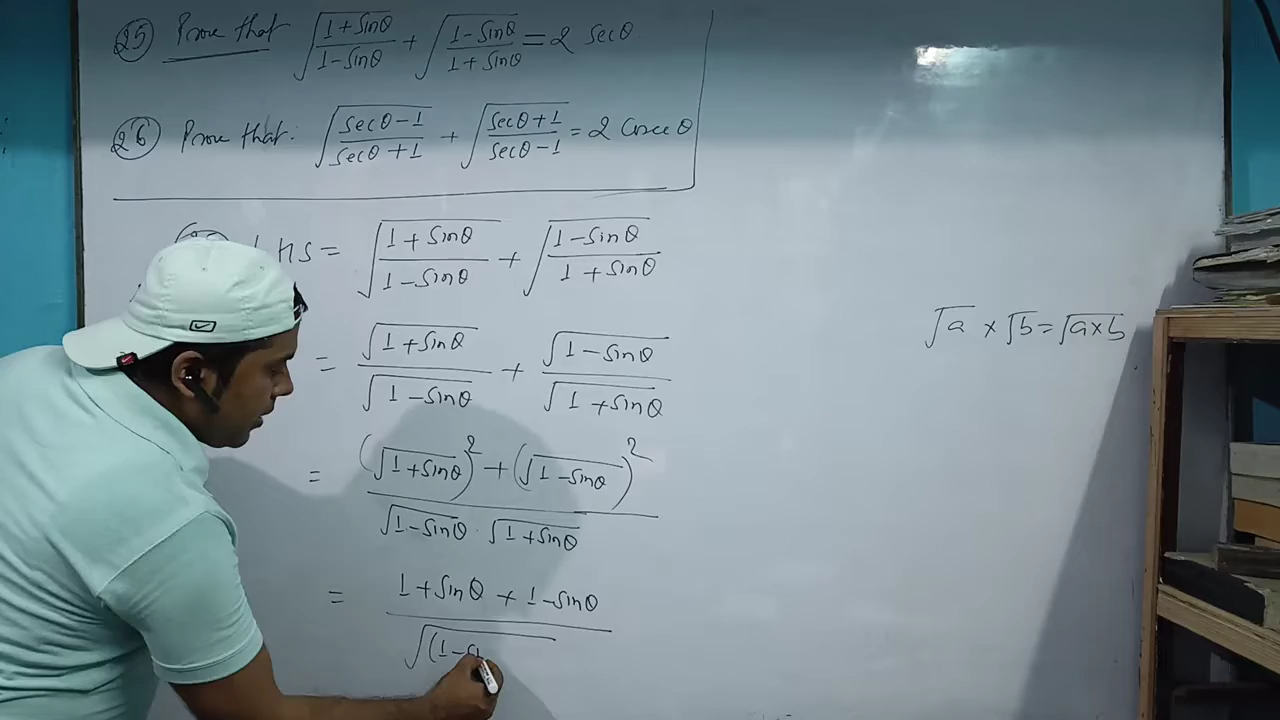 (25) Prove that √(1+sinθ)/(1-sinθ) + √(1-sinθ)/(1+sinθ) = 2 secθ
(26) Prove that: √(secθ-1)/(secθ+1) + √(secθ+1)/(secθ-1) = 2 Cosec θ
HS = √(1+sinθ)/(1-sinθ) + √(1-sinθ)/(1+sinθ)
√a × √b = √a×b
= √1+sinθ/√1-sinθ + √1-sinθ/√1+sinθ
= (√1+sinθ)² + (√1-sinθ)² / √1-sinθ · √1+sinθ
= 1+sinθ + 1-sinθ / √(1-s